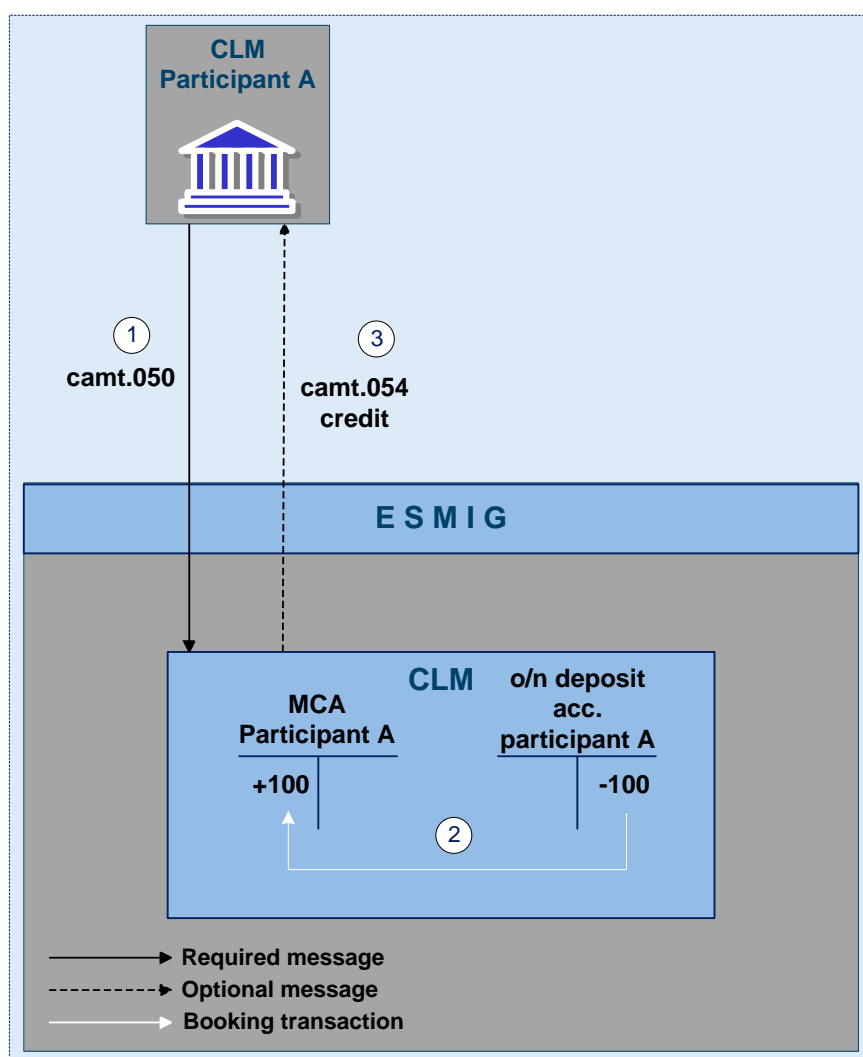 CLM
Participant A
1
camt.050
3
camt.054
credit
E S M I G
CLM
MCA
Participant A
o/n deposit
acc.
participant A
+100
-100
2
Required message
Optional message
Booking transaction